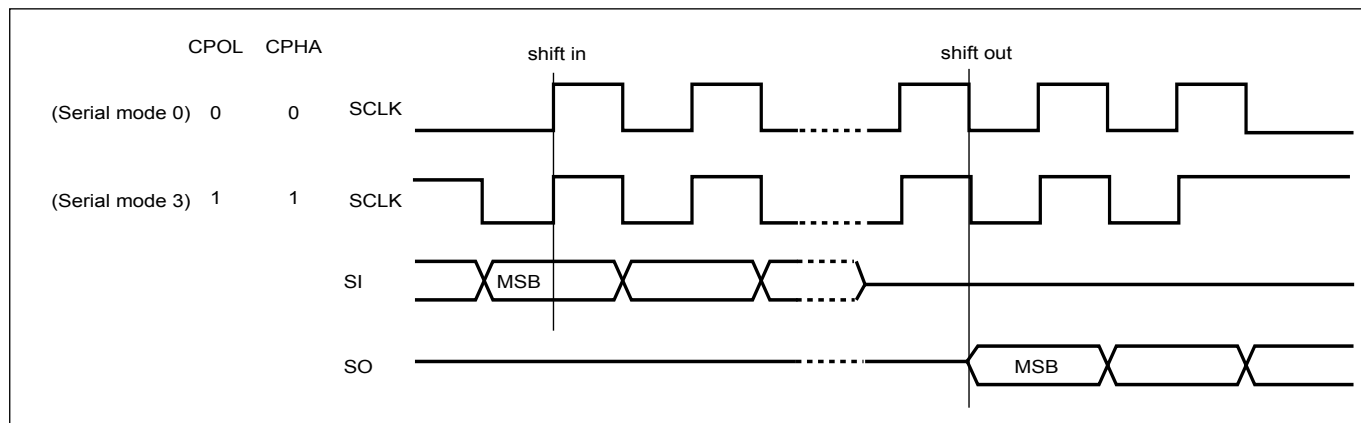 CPOL CPHA
shift in
shift out
(Serial mode 0) 0 0 SCLK
(Serial mode 3) 1 1 SCLK
SI MSB
SO MSB